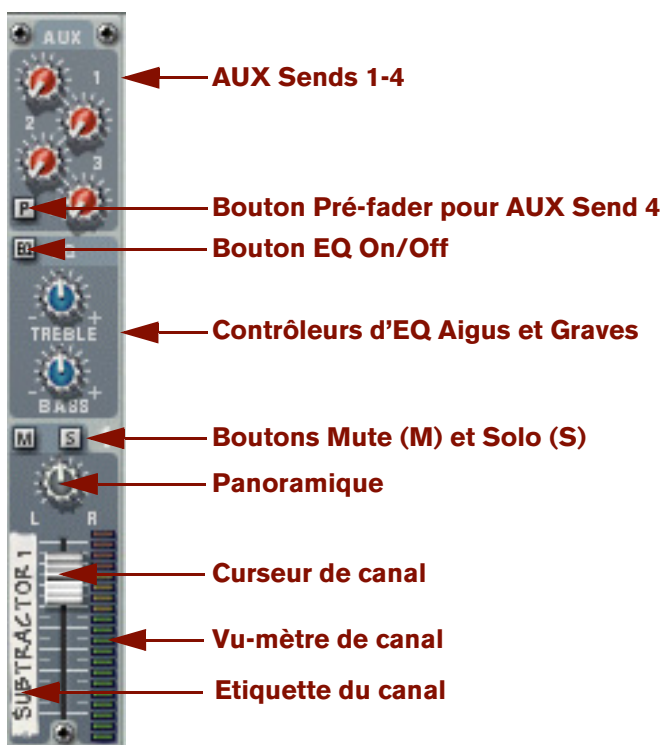 AUX
1
AUX Sends 1-4
2
3
P
Bouton Pré-fader pour AUX Send 4
EQ
Bouton EQ On/Off
TREBLE
Contrôleurs d’EQ Aigus et Graves
BASS
M S
Boutons Mute (M) et Solo (S)
Panoramique
L R
Curseur de canal
SUBTRACTOR 1
Vu-mètre de canal
Etiquette du canal